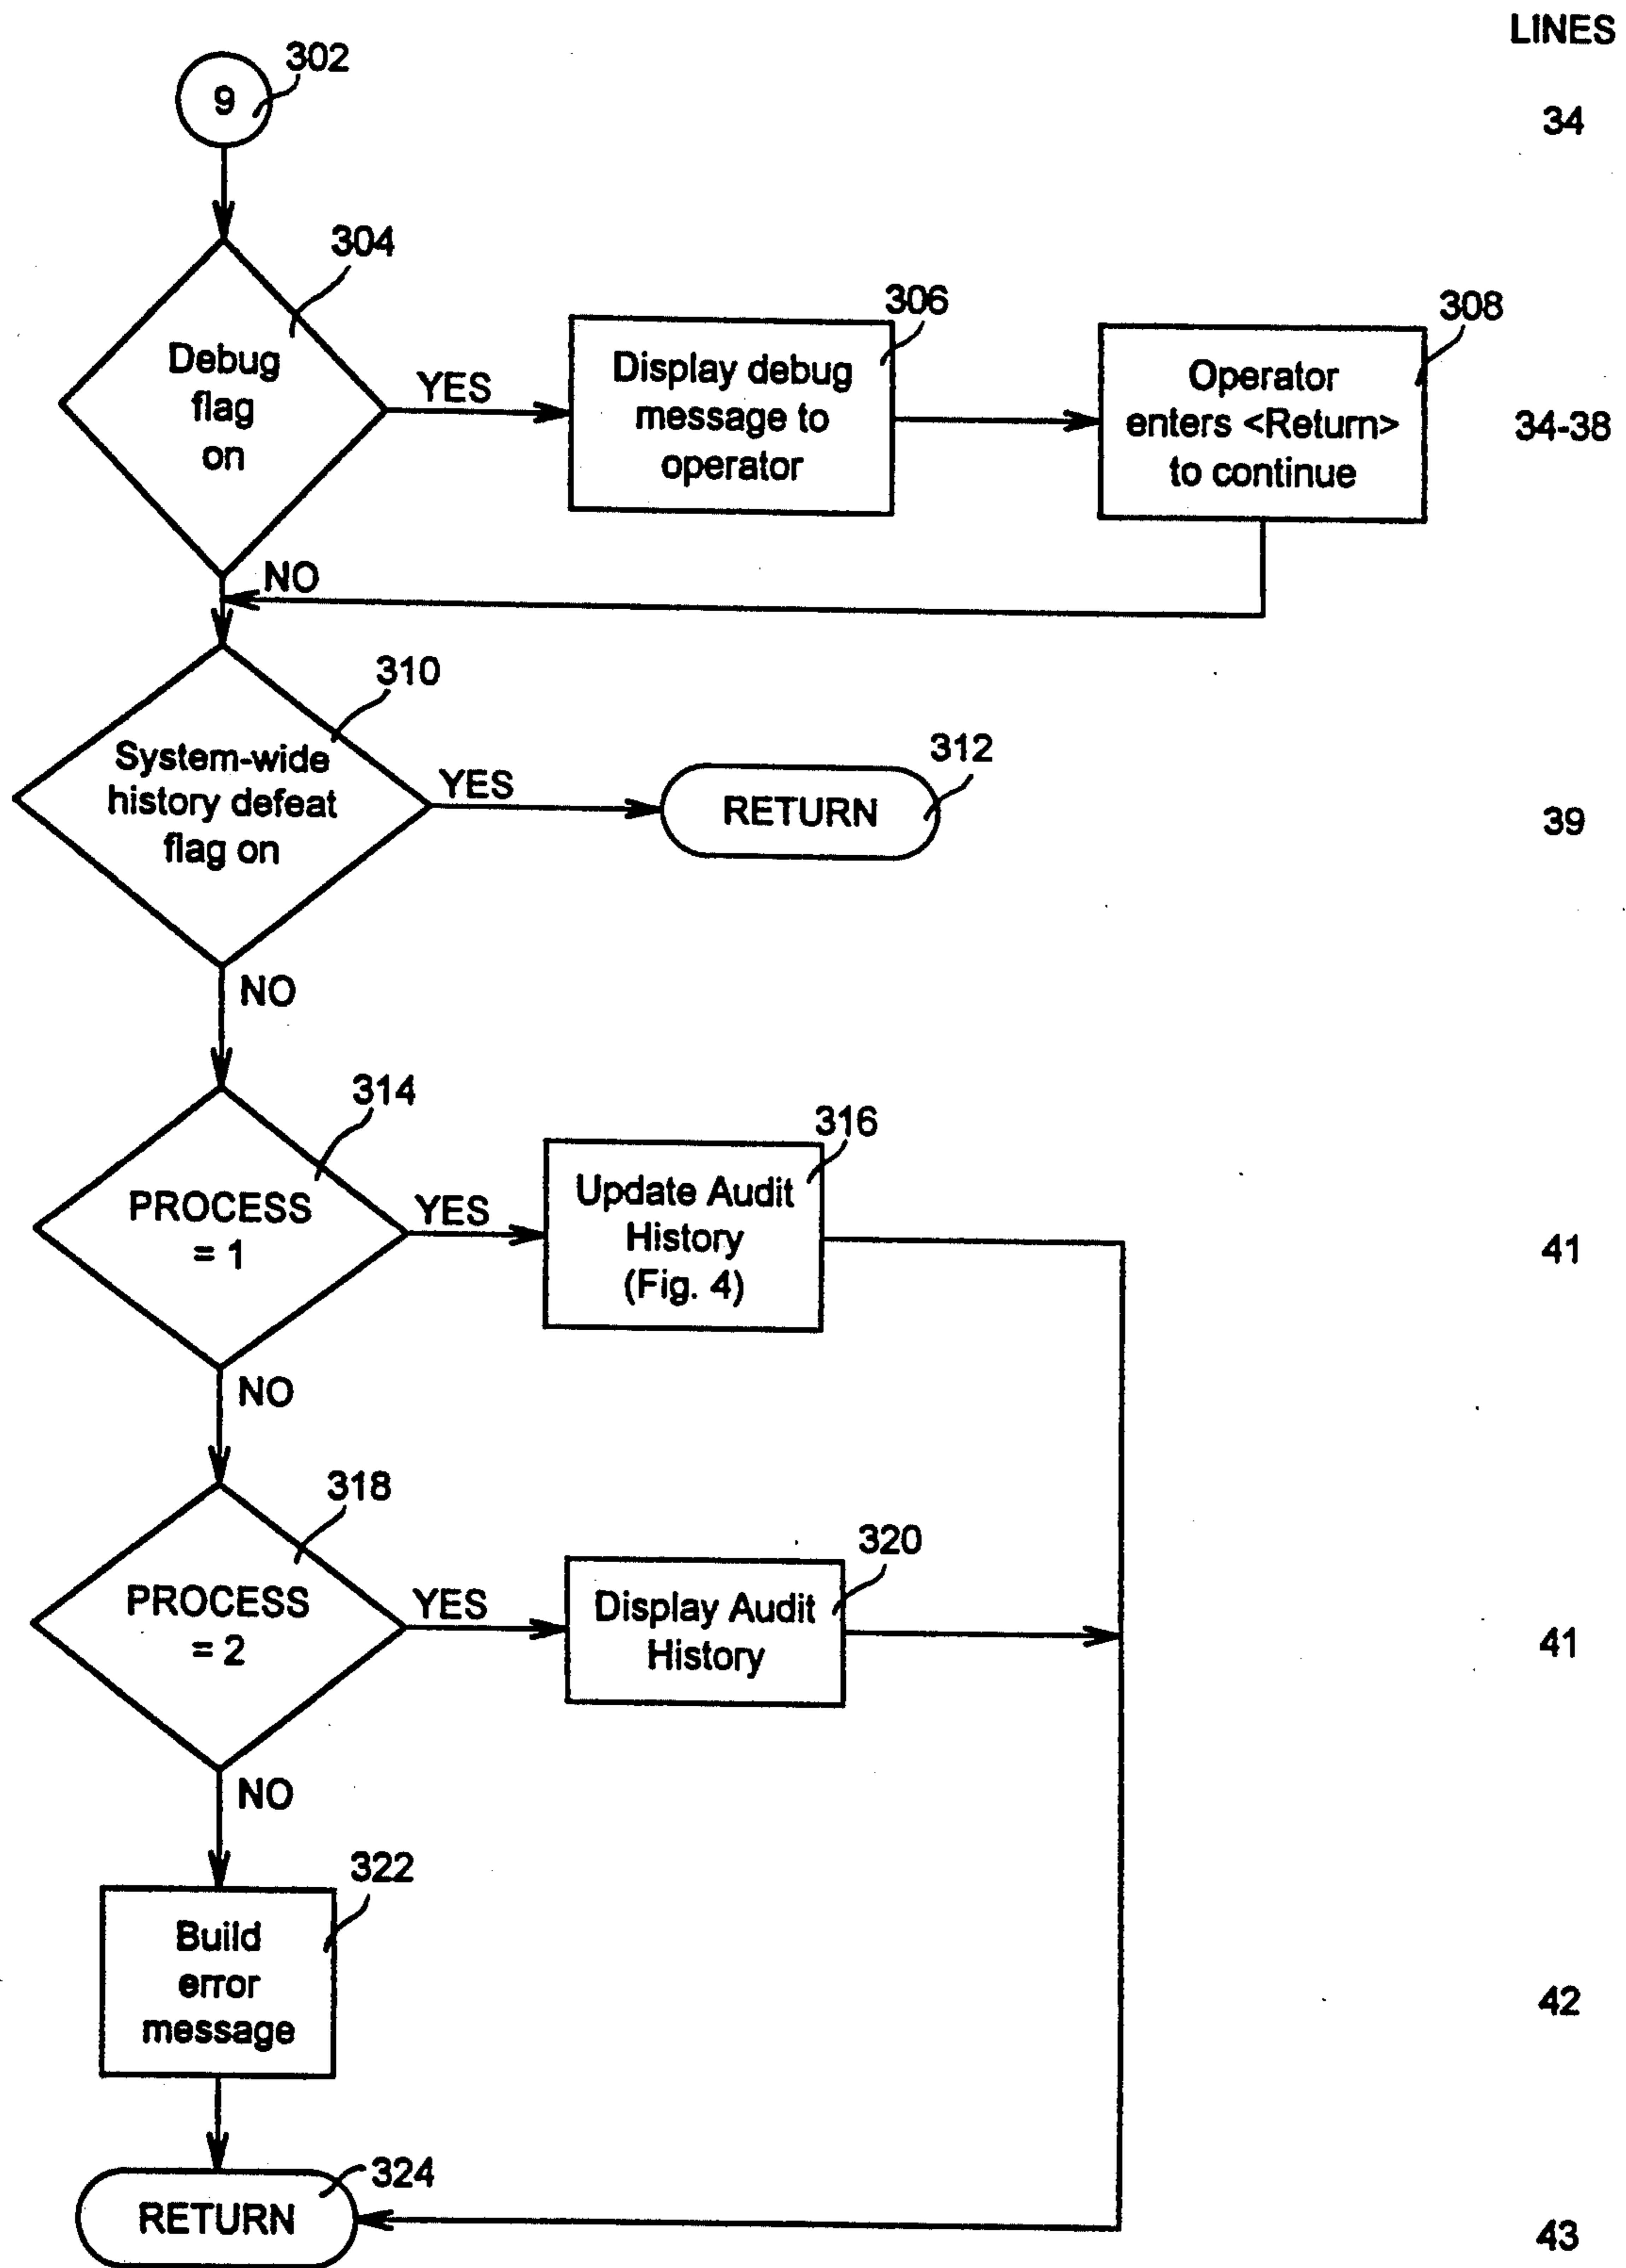 LINES
302
9
34
304
306
308
Debug
flag
on
YES
Display debug
message to
operator
Operator
enters <Return>
to continue
34-38
NO
310
System-wide
history defeat
flag on
YES
312
RETURN
39
NO
314
316
PROCESS
= 1
YES
Update Audit
History
(Fig. 4)
41
NO
318
320
PROCESS
= 2
YES
Display Audit
History
41
NO
322
Build
error
message
42
324
RETURN
43